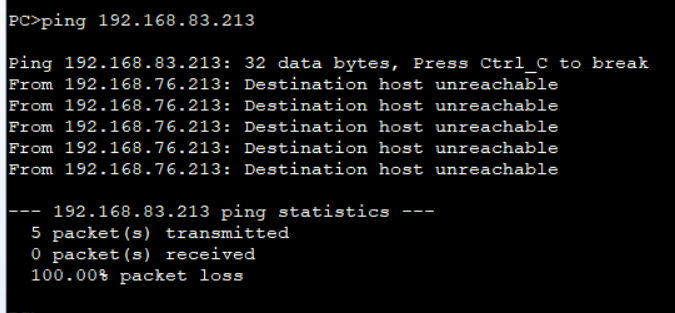 PC>ping 192.168.83.213
Ping 192.168.83.213: 32 data bytes, Press Ctrl_C to break
From 192.168.76.213: Destination host unreachable
From 192.168.76.213: Destination host unreachable
From 192.168.76.213: Destination host unreachable
From 192.168.76.213: Destination host unreachable
From 192.168.76.213: Destination host unreachable
--- 192.168.83.213 ping statistics ---
5 packet(s) transmitted
0 packet(s) received
100.00% packet loss